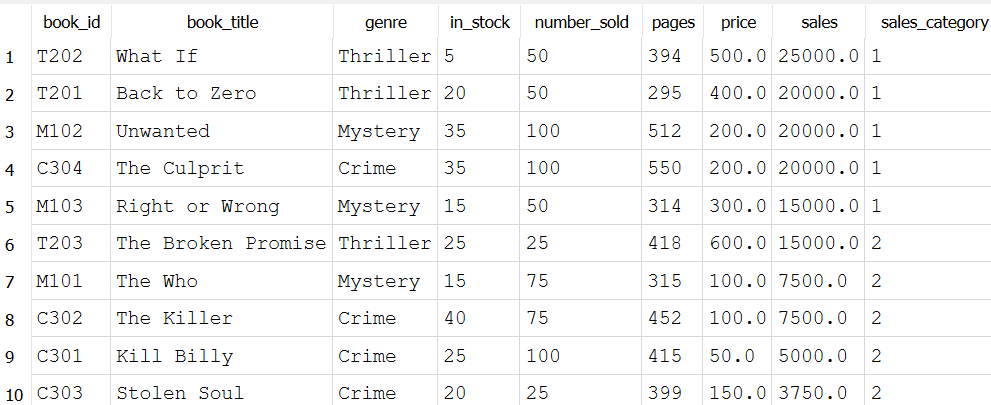 book_id book_title genre in_stock number_sold pages price sales sales_category
1 T202 What If Thriller 5 50 394 500.0 25000.0 1
2 T201 Back to Zero Thriller 20 50 295 400.0 20000.0 1
3 M102 Unwanted Mystery 35 100 512 200.0 20000.0 1
4 C304 The Culprit Crime 35 100 550 200.0 20000.0 1
5 M103 Right or Wrong Mystery 15 50 314 300.0 15000.0 1
6 T203 The Broken Promise Thriller 25 25 418 600.0 15000.0 2
7 M101 The Who Mystery 15 75 315 100.0 7500.0 2
8 C302 The Killer Crime 40 75 452 100.0 7500.0 2
9 C301 Kill Billy Crime 25 100 415 50.0 5000.0 2
10 C303 Stolen Soul Crime 20 25 399 150.0 3750.0 2